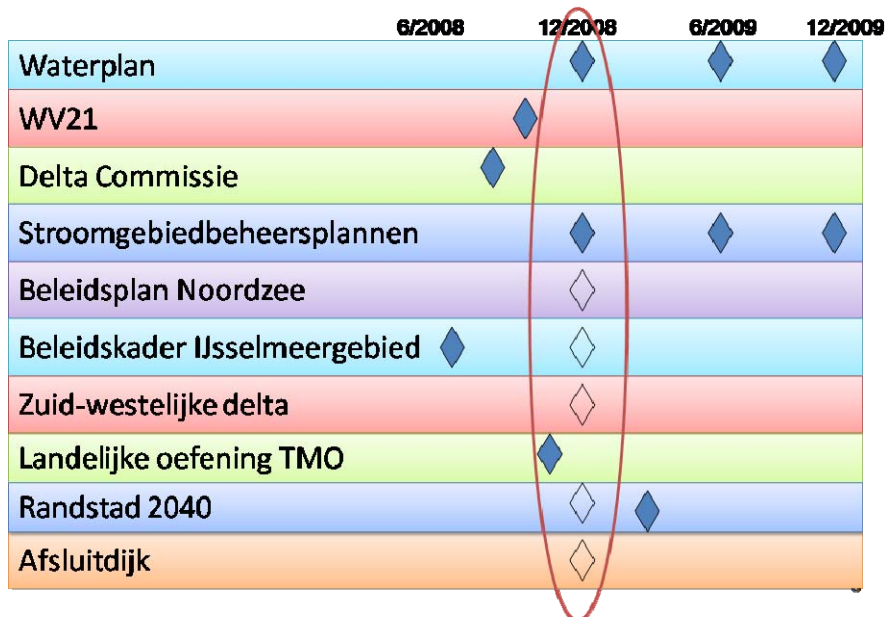 6/2008 12/2008 6/2009 12/2009
Waterplan
WV21
Delta Commissie
Stroomgebiedbeheersplannen
Beleidsplan Noordzee
Beleidskader IJsselmeergebied
Zuid-westelijke delta
Landelijke oefening TMO
Randstad 2040
Afsluitdijk